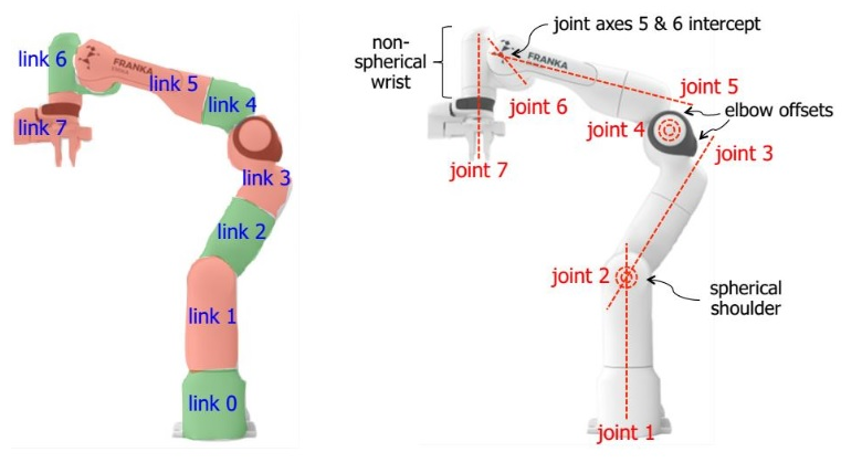 link 6
FRANKA
link 5
link 4
link 7
link 3
link 2
link 1
link 0
joint axes 5 & 6 intercept
non-
spherical
wrist
FRANKA
joint 5
joint 6
elbow offsets
joint 4
joint 3
joint 7
joint 2
spherical
shoulder
joint 1